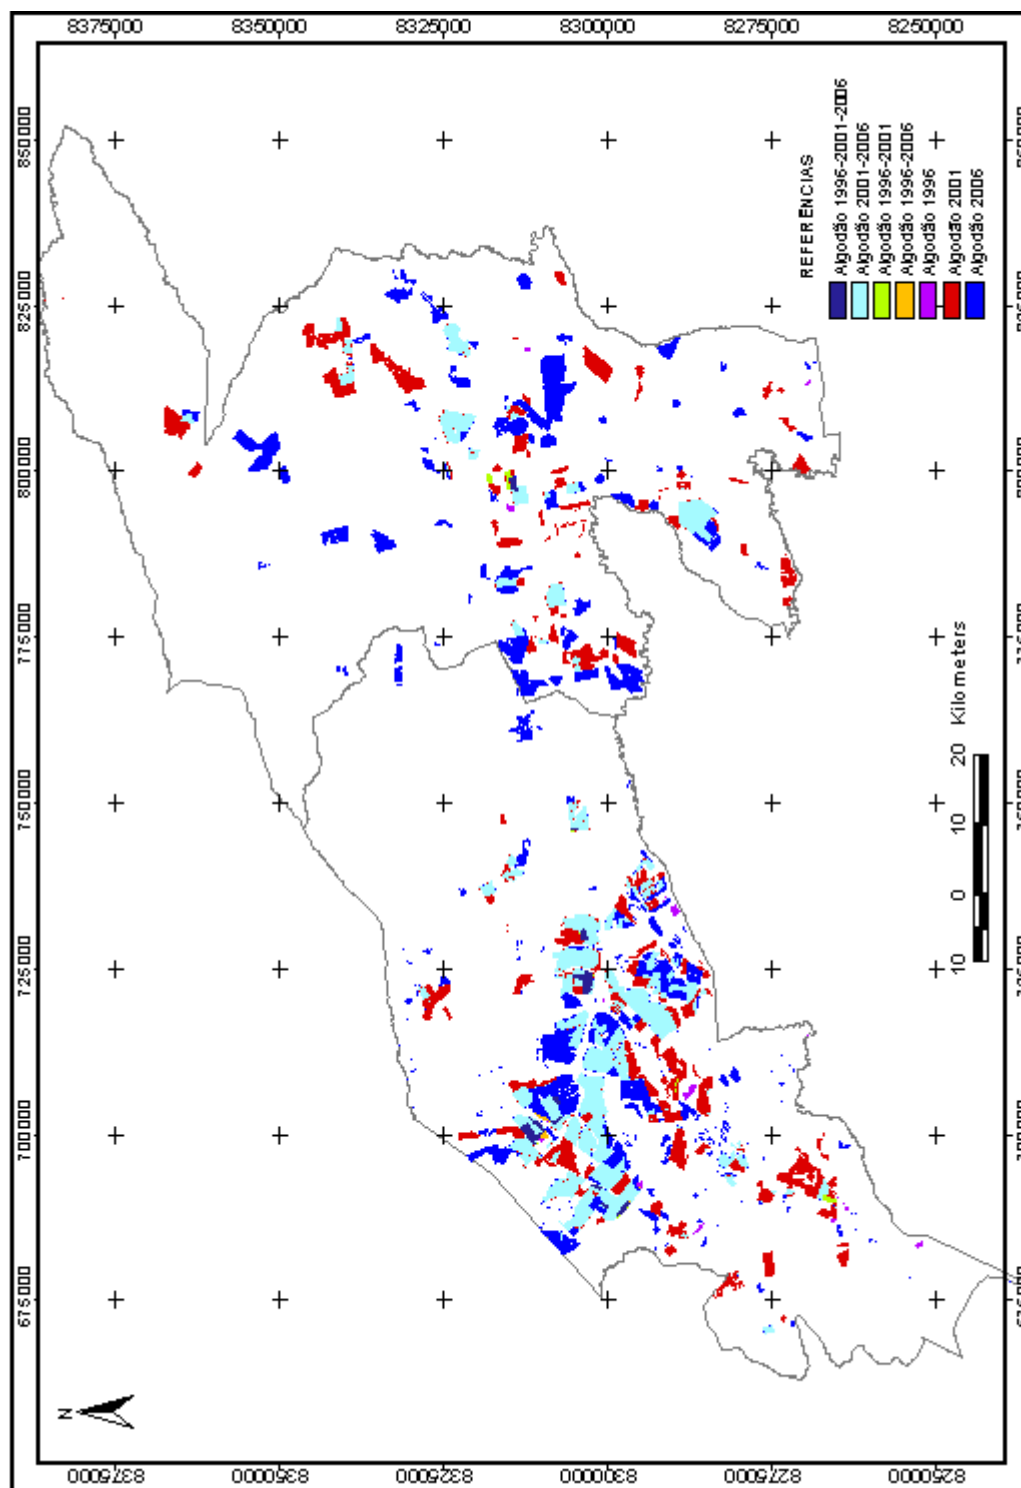 8375000 8350000 8325000 8300000 8275000 8250000
850000
825000
800000
775000
750000
725000
700000
675000
REFERÊNCIAS
Algodão 1996-2001-2006
Algodão 2001-2006
Algodão 1996-2001
Algodão 1996-2006
Algodão 1996
Algodão 2001
Algodão 2006
10 0 10 20 Kilometers
N
8375000 8350000 8325000 8300000 8275000 8250000